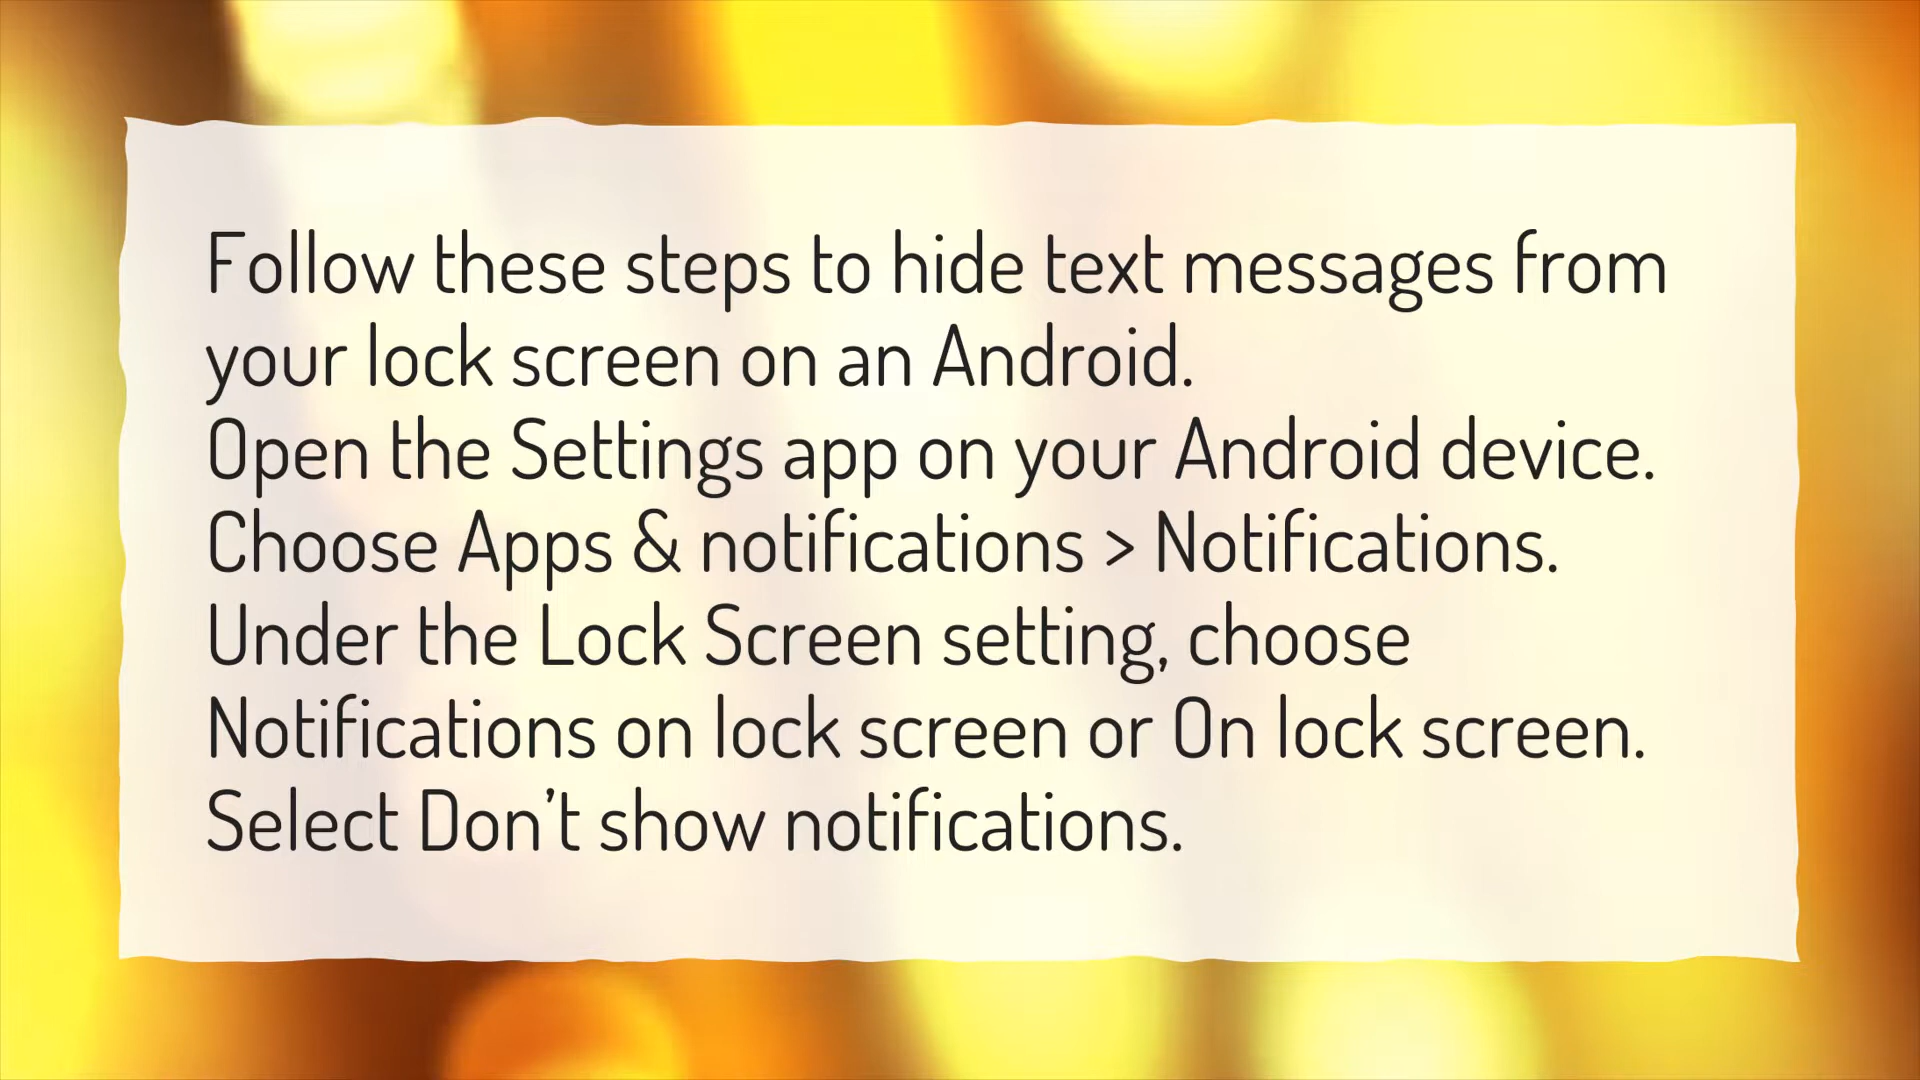 Follow these steps to hide text messages from
your lock screen on an Android.
Open the Settings app on your Android device.
Choose Apps & notifications > Notifications.
Under the Lock Screen setting, choose
Notifications on lock screen or On lock screen.
Select Don’t show notifications.